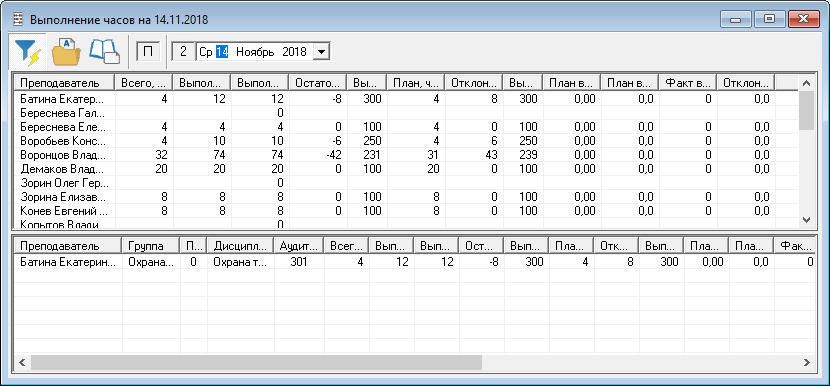 Выполнение часов на 14.11.2018
П 2 Ср 14 Ноябрь 2018
Преподаватель Всего, ... Выпол... Выпол... Остато... Вы... План, ч... Отклон... Вы... План в... План в... Факт в... Отклон...
Батина Екатер... 4 12 12 -8 300 4 8 300 0,00 0,0 0 0,0
Береснева Гал... 0
Береснева Еле... 4 4 4 0 100 4 0 100 0,00 0,0 0 0,0
Воробьев Конс... 4 10 10 -6 250 4 6 250 0,00 0,0 0 0,0
Воронцов Влад... 32 74 74 -42 231 31 43 239 0,00 0,0 0 0,0
Демаков Влад... 20 20 20 0 100 20 0 100 0,00 0,0 0 0,0
Зорин Олег Гер... 0
Зорина Елизав... 8 8 8 0 100 8 0 100 0,00 0,0 0 0,0
Конев Евгений ... 8 8 8 0 100 8 0 100 0,00 0,0 0 0,0
Копытов Влади... 0
Преподаватель Группа П... Дисципл... Аудит... Всег... Вып... Вып... Ост... Вып... Пла... Отк... Вып... Пла... Пла... Фак...
Батина Екатерин... Охрана... 0 Охрана т... 301 4 12 12 -8 300 4 8 300 0,00 0,0 0